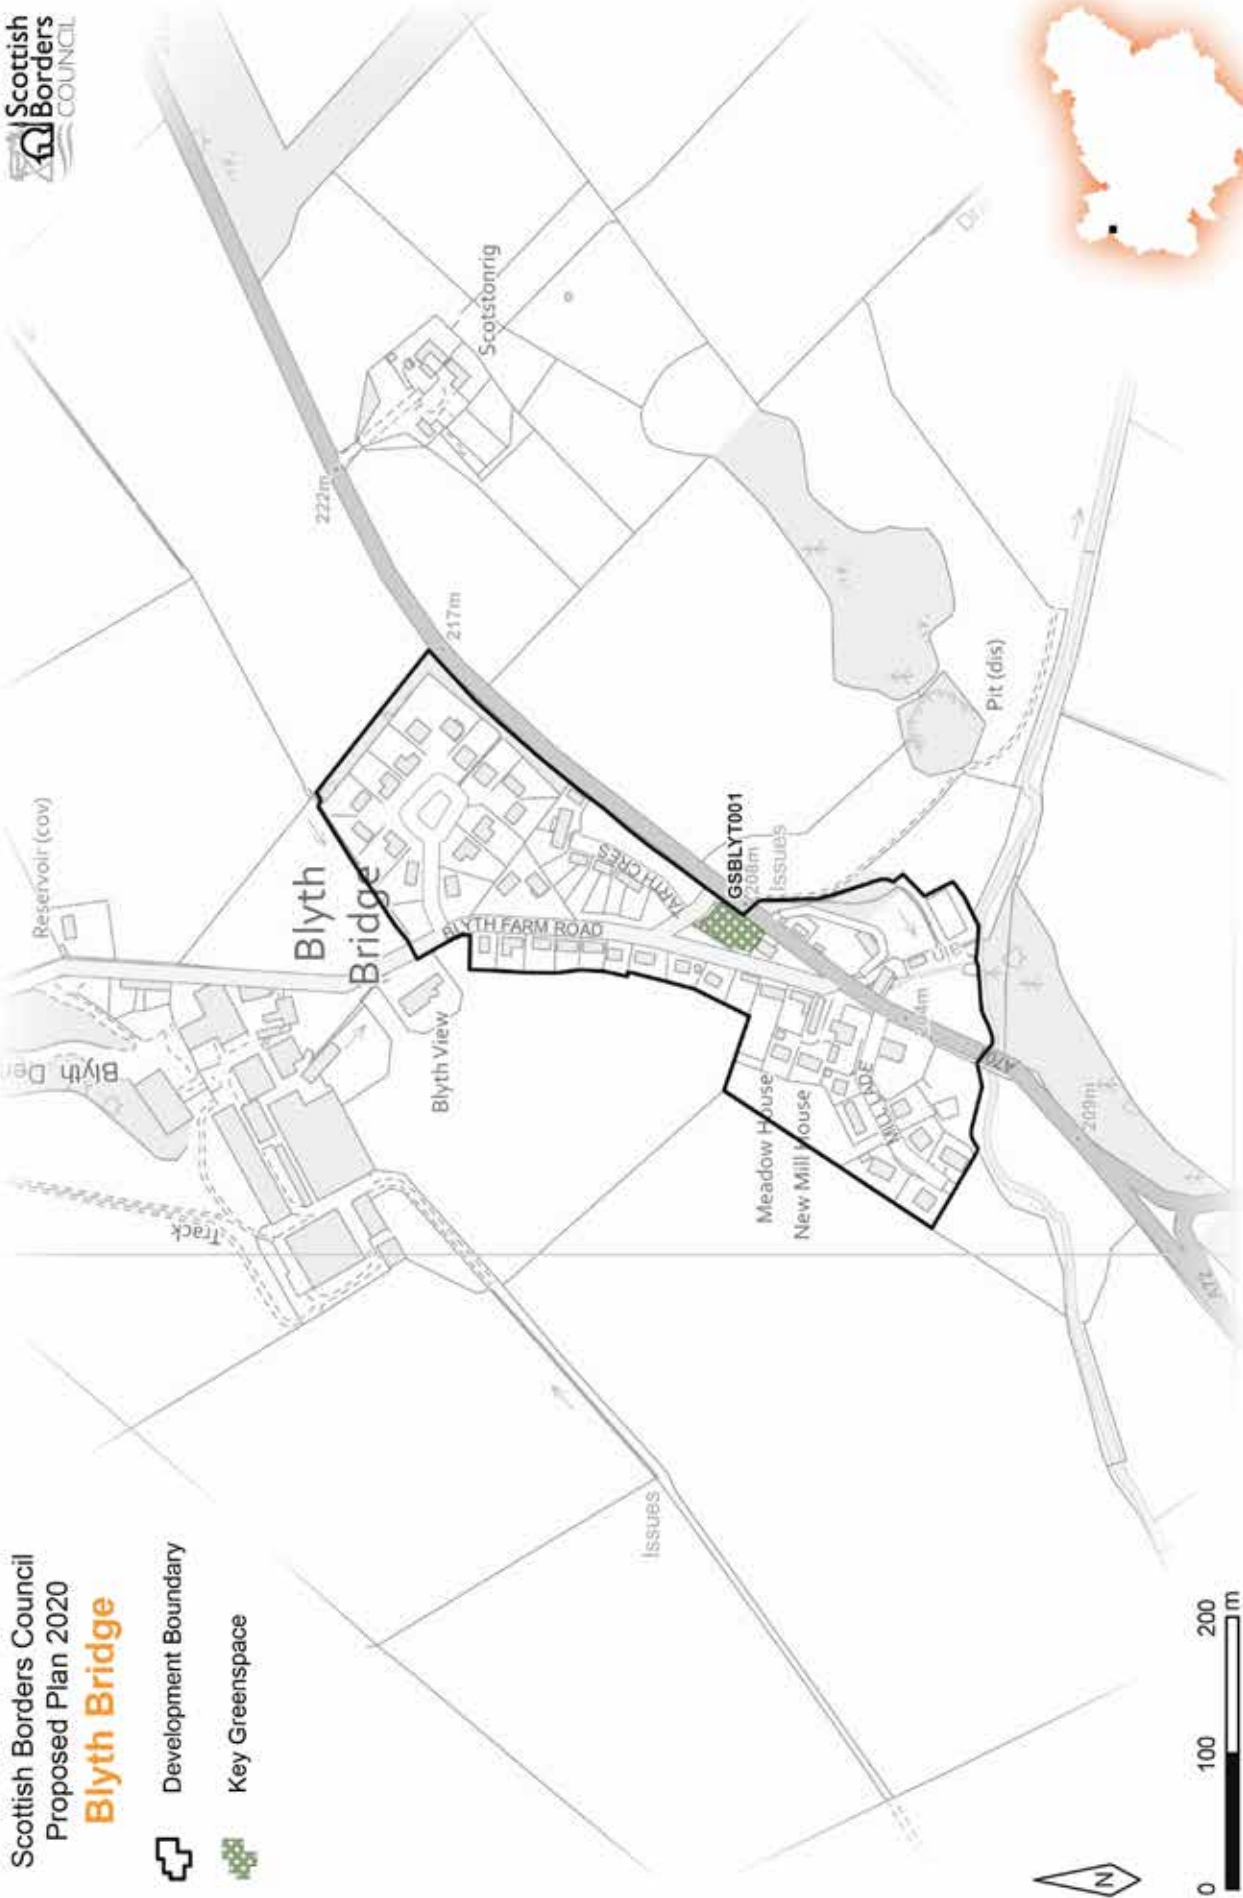 Scottish Borders Council
Proposed Plan 2020
Blyth Bridge
Development Boundary
Key Greenspace
Scottish
Borders
COUNCIL
Reservoir (cov)
Blyth
Bridge
222m
Scotstonrig
217m
Track
Blyth View
BLYTH FARM ROAD
TARTH CRES
GSBLYT001
208m
Issues
Pit (dis)
Meadow House
New Mill House
MILL LADE
209m
A72
Issues
N
0 100 200
m